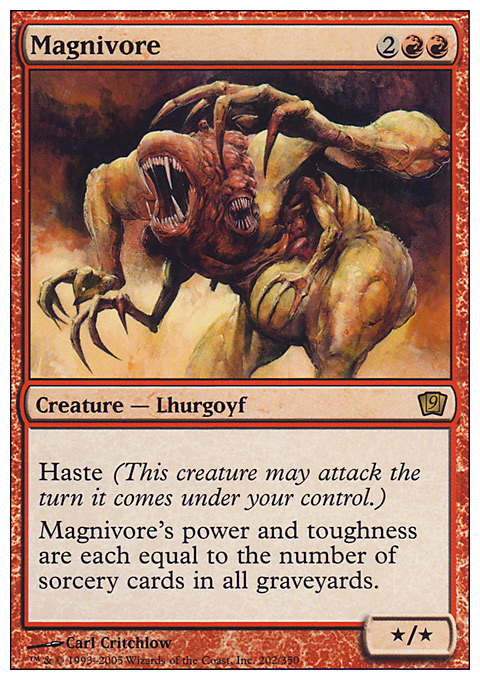 Magnivore 2
Creature — Lhurgoyf 9
Haste (This creature may attack the
turn it comes under your control.)
Magnivore's power and toughness
are each equal to the number of
sorcery cards in all graveyards.
★/★
Carl Critchlow
™ & © 1993–2005 Wizards of the Coast, Inc. 202/350